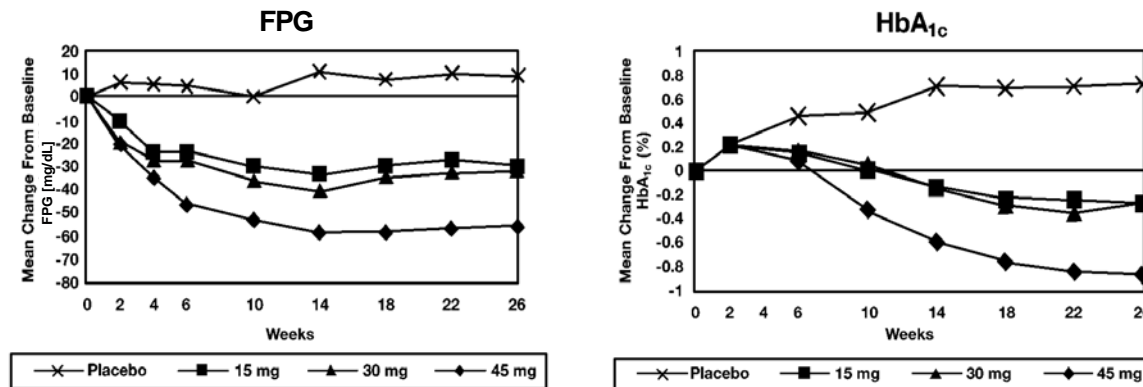 FPG
Mean Change From Baseline
FPG [mg/dL]
20
10
0
-10
-20
-30
-40
-50
-60
-70
-80
0 2 4 6 10 14 18 22 26
Weeks
Placebo 15 mg 30 mg 45 mg
HbA1c
Mean Change From Baseline
HbA1c (%)
1
0.8
0.6
0.4
0.2
0
-0.2
-0.4
-0.6
-0.8
-1
0 2 4 6 10 14 18 22
Weeks
Placebo 15 mg 30 mg 45 mg